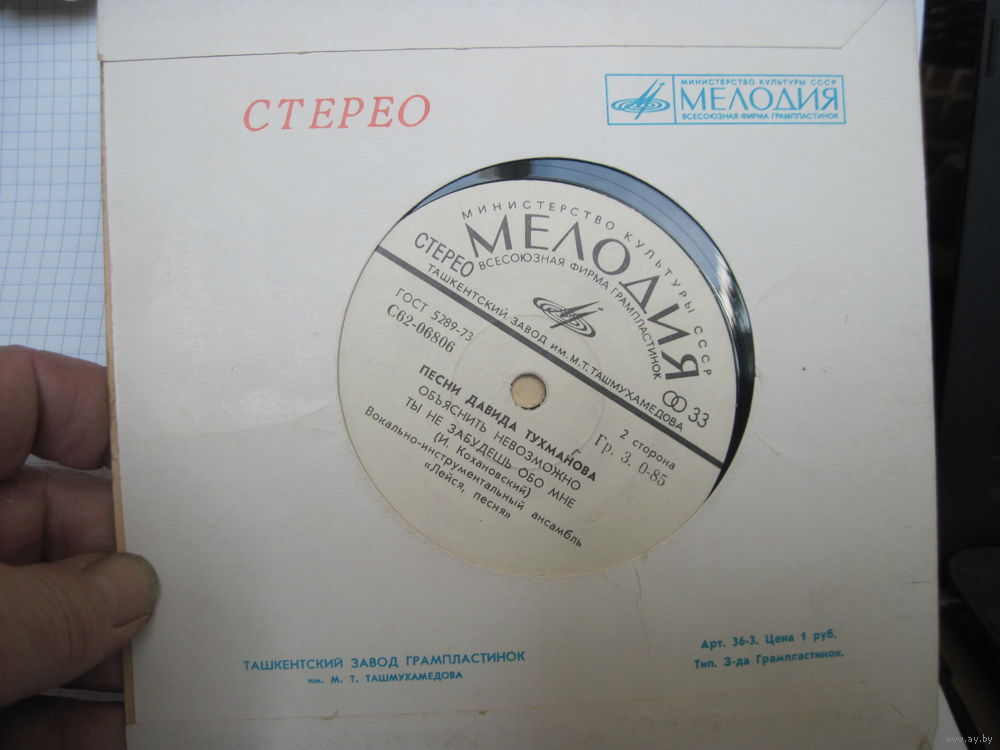 СТЕРЕО
МИНИСТЕРСТВО КУЛЬТУРЫ СССР
МЕЛОДИЯ
ВСЕСОЮЗНАЯ ФИРМА ГРАМПЛАСТИНОК
МИНИСТЕРСТВО КУЛЬТУРЫ СССР
МЕЛОДИЯ
ВСЕСОЮЗНАЯ ФИРМА ГРАМПЛАСТИНОК
СТЕРЕО
33
ТАШКЕНТСКИЙ ЗАВОД ИМ. М. Т. ТАШМУХАМЕДОВА
ГОСТ 5289-73
С62-06806
2 сторона
Гр. 3. 0-85
ПЕСНИ ДАВИДА ТУХМАНОВА
ОБЪЯСНИТЬ НЕВОЗМОЖНО
ТЫ НЕ ЗАБУДЕШЬ ОБО МНЕ
(И. Кохановский)
Вокально-инструментальный ансамбль
«Лейся, песня»
ТАШКЕНТСКИЙ ЗАВОД ГРАМПЛАСТИНОК
ИМ. М. Т. ТАШМУХАМЕДОВА
Арт. 36-3. Цена 1 руб.
Тип. З-да Грампластинок.
www.ay.by